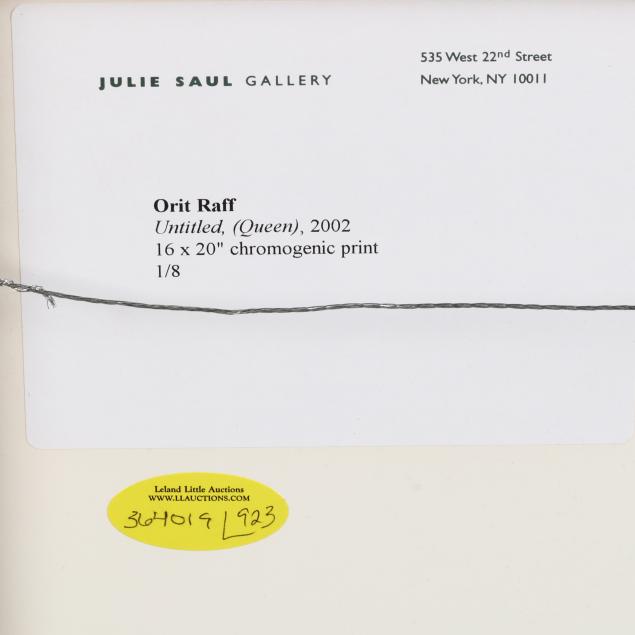 JULIE SAUL GALLERY
535 West 22nd Street
New York, NY 10011
Orit Raff
Untitled, (Queen), 2002
16 x 20" chromogenic print
1/8
Leland Little Auctions
WWW.LLAUCTIONS.COM
364019 L923